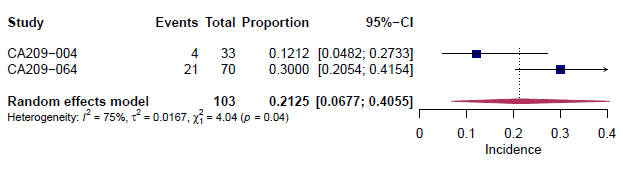 Study Events Total Proportion 95%−CI
CA209−004 4 33 0.1212 [0.0482; 0.2733]
CA209−064 21 70 0.3000 [0.2054; 0.4154]
Random effects model 103 0.2125 [0.0677; 0.4055]
Heterogeneity: I² = 75%, τ² = 0.0167, χ²₁ = 4.04 (p = 0.04)
0 0.1 0.2 0.3 0.4
Incidence